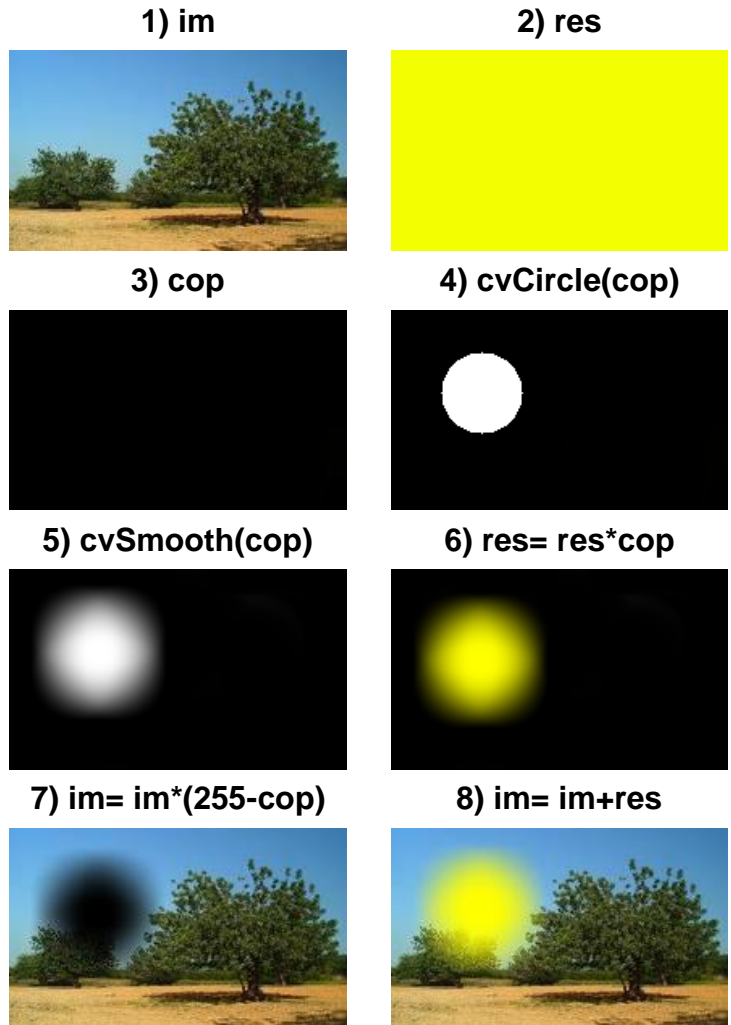 1) im
2) res
3) cop
4) cvCircle(cop)
5) cvSmooth(cop)
6) res= res*cop
7) im= im*(255-cop)
8) im= im+res